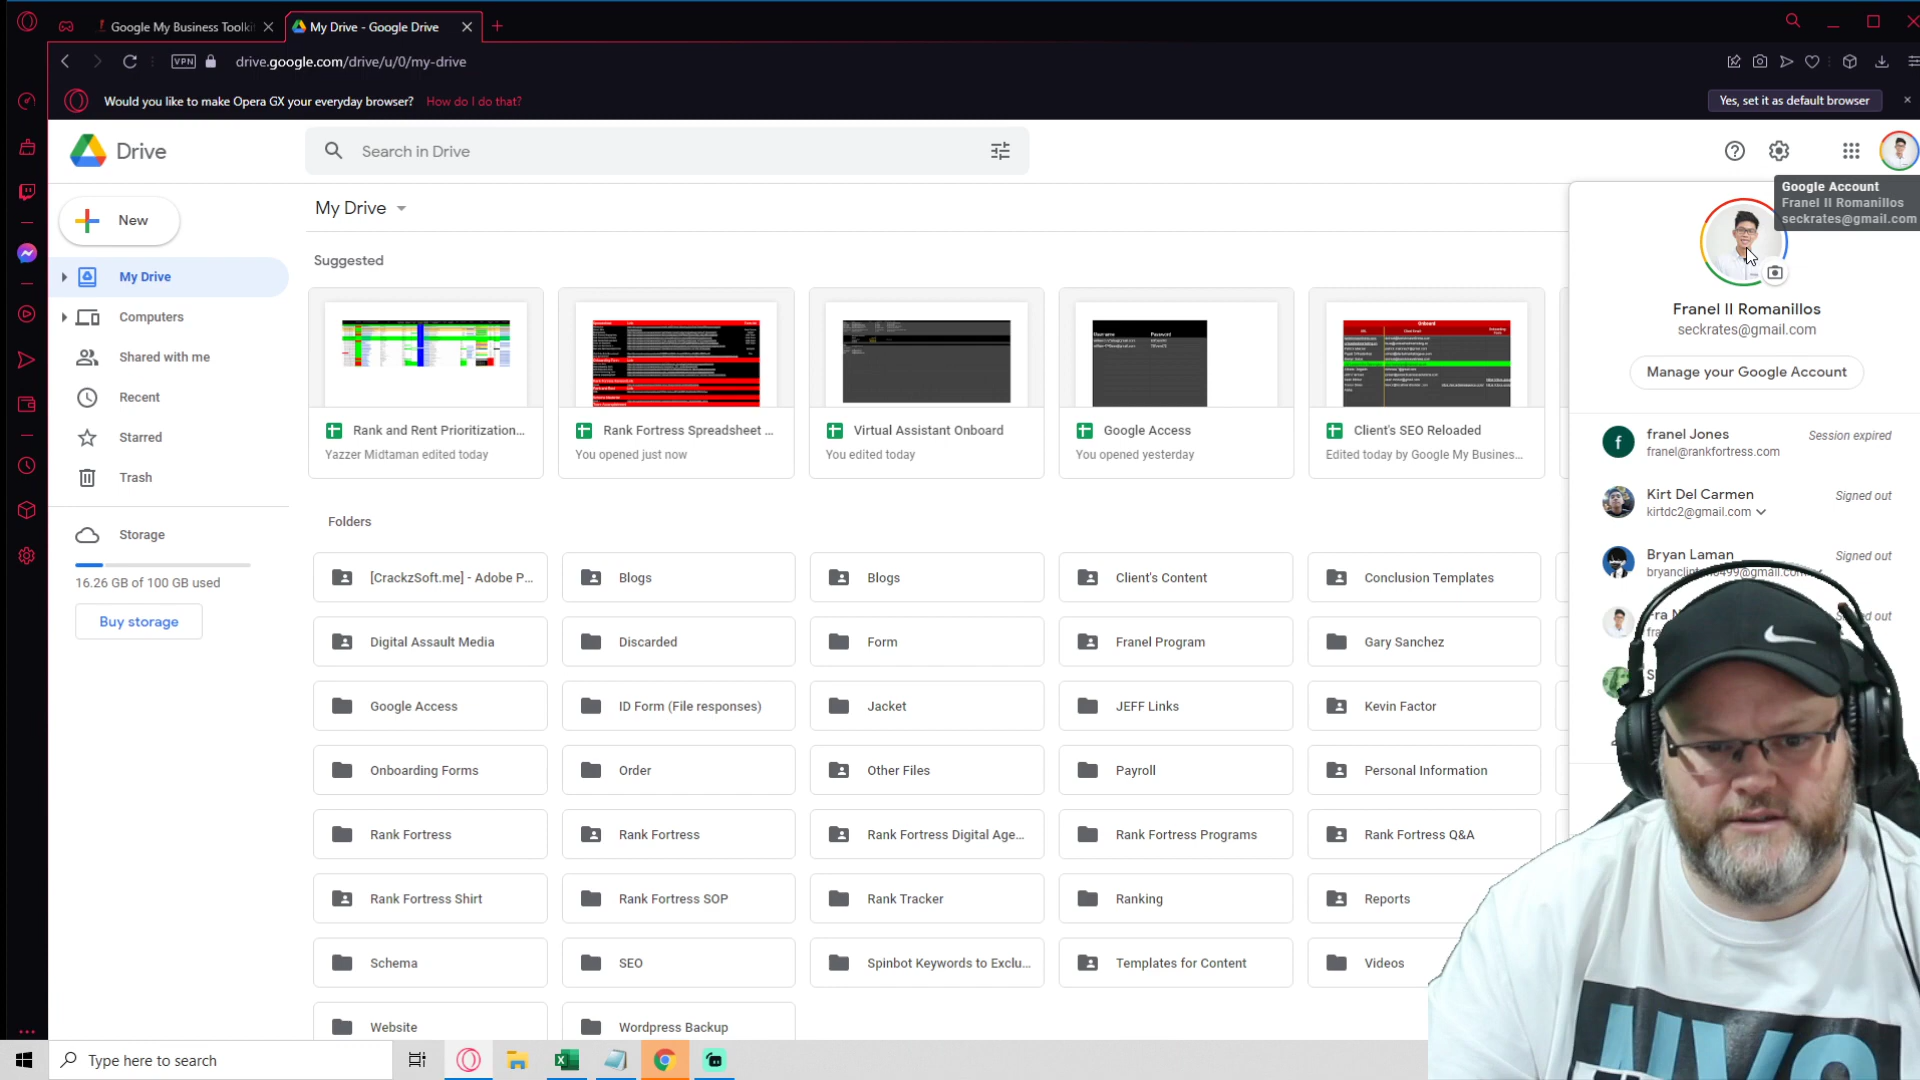 Google My Business Toolki
My Drive - Google Drive
VPN
drive.google.com/drive/u/0/my-drive
Would you like to make Opera GX your everyday browser? How do I do that?
Yes, set it as default browser
Drive
Search in Drive
Google Account
Franel II Romanillos
seckrates@gmail.com
New
My Drive
My Drive
Computers
Shared with me
Recent
Starred
Trash
Storage
16.26 GB of 100 GB used
Buy storage
Suggested
Rank and Rent Prioritization...
Yazzer Midtaman edited today
Rank Fortress Spreadsheet ...
You opened just now
Virtual Assistant Onboard
You edited today
Username Password
Google Access
You opened yesterday
Onboard
Client's SEO Reloaded
Edited today by Google My Busines...
Folders
[CrackzSoft.me] - Adobe P...
Blogs
Blogs
Client's Content
Conclusion Templates
Digital Assault Media
Discarded
Form
Franel Program
Gary Sanchez
Google Access
ID Form (File responses)
Jacket
JEFF Links
Kevin Factor
Onboarding Forms
Order
Other Files
Payroll
Personal Information
Rank Fortress
Rank Fortress
Rank Fortress Digital Age...
Rank Fortress Programs
Rank Fortress Q&A
Rank Fortress Shirt
Rank Fortress SOP
Rank Tracker
Ranking
Reports
Schema
SEO
Spinbot Keywords to Exclu...
Templates for Content
Videos
Website
Wordpress Backup
Franel II Romanillos
seckrates@gmail.com
Manage your Google Account
f
franel Jones
Session expired
franel@rankfortress.com
Kirt Del Carmen
Signed out
kirtdc2@gmail.com
Bryan Laman
Signed out
Type here to search